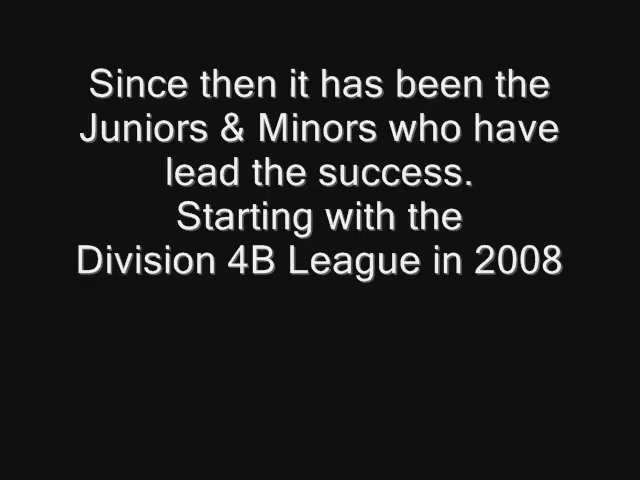 Since then it has been the
Juniors & Minors who have
lead the success.
Starting with the
Division 4B League in 2008